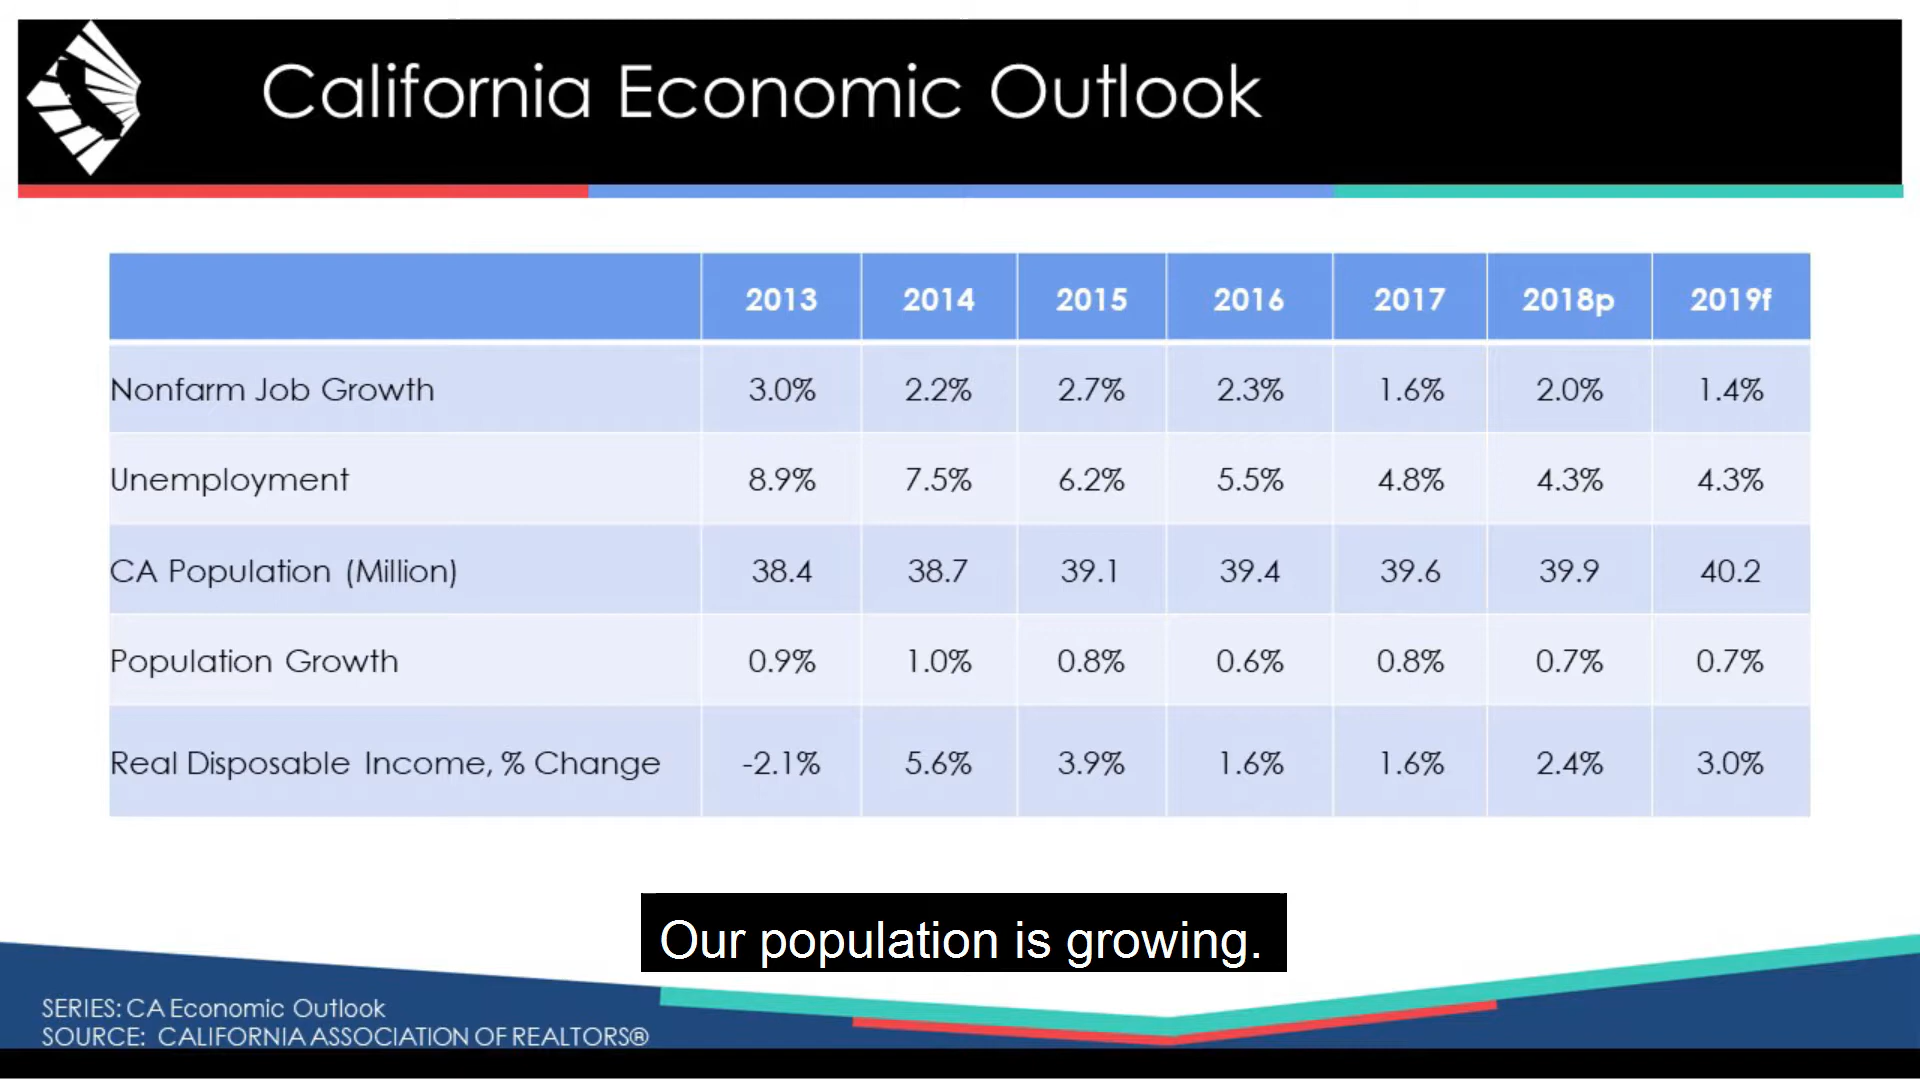 California Economic Outlook
2013 2014 2015 2016 2017 2018p 2019f
Nonfarm Job Growth 3.0% 2.2% 2.7% 2.3% 1.6% 2.0% 1.4%
Unemployment 8.9% 7.5% 6.2% 5.5% 4.8% 4.3% 4.3%
CA Population (Million) 38.4 38.7 39.1 39.4 39.6 39.9 40.2
Population Growth 0.9% 1.0% 0.8% 0.6% 0.8% 0.7% 0.7%
Real Disposable Income, % Change -2.1% 5.6% 3.9% 1.6% 1.6% 2.4% 3.0%
Our population is growing.
SERIES: CA Economic Outlook
SOURCE: CALIFORNIA ASSOCIATION OF REALTORS®